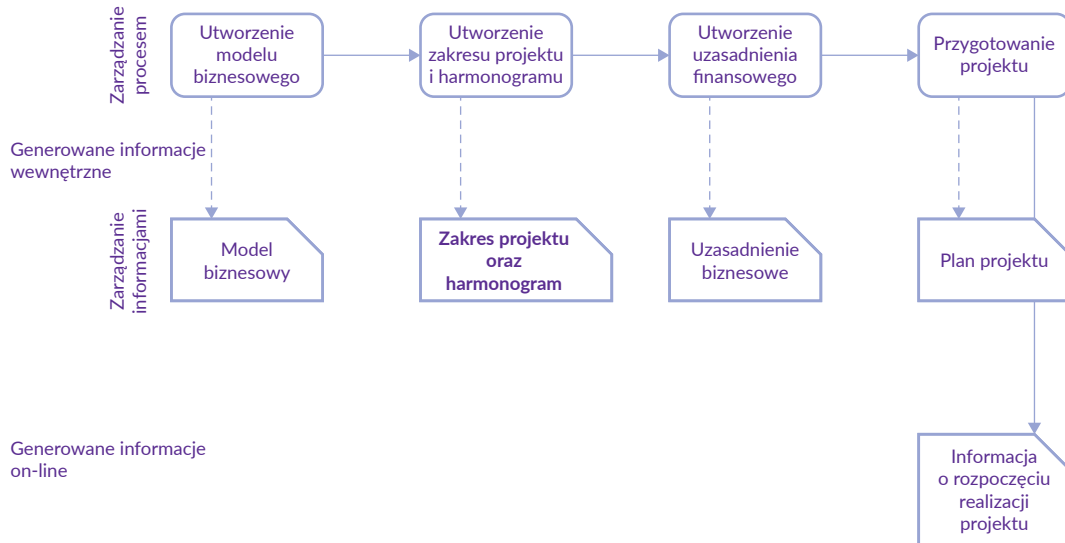 Zarządzanie
procesem
Utworzenie
modelu
biznesowego
Utworzenie
zakresu projektu
i harmonogramu
Utworzenie
uzasadnienia
finansowego
Przygotowanie
projektu
Generowane informacje
wewnętrzne
Zarządzanie
informacjami
Model
biznesowy
Zakres projektu
oraz
harmonogram
Uzasadnienie
biznesowe
Plan projektu
Generowane informacje
on-line
Informacja
o rozpoczęciu
realizacji
projektu